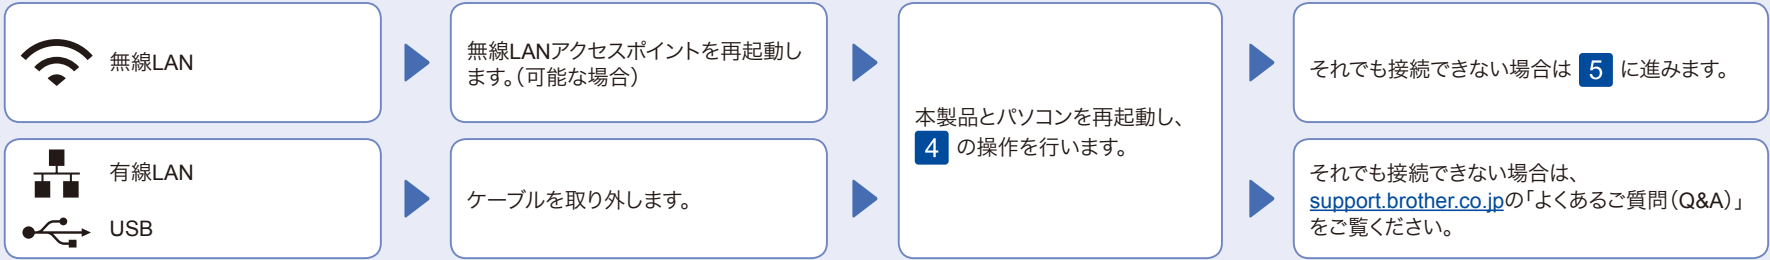 無線LAN
無線LANアクセスポイントを再起動し
ます。(可能な場合)
有線LAN
USB
ケーブルを取り外します。
本製品とパソコンを再起動し、
4 の操作を行います。
それでも接続できない場合は 5 に進みます。
それでも接続できない場合は、
support.brother.co.jpの「よくあるご質問(Q&A)」
をご覧ください。